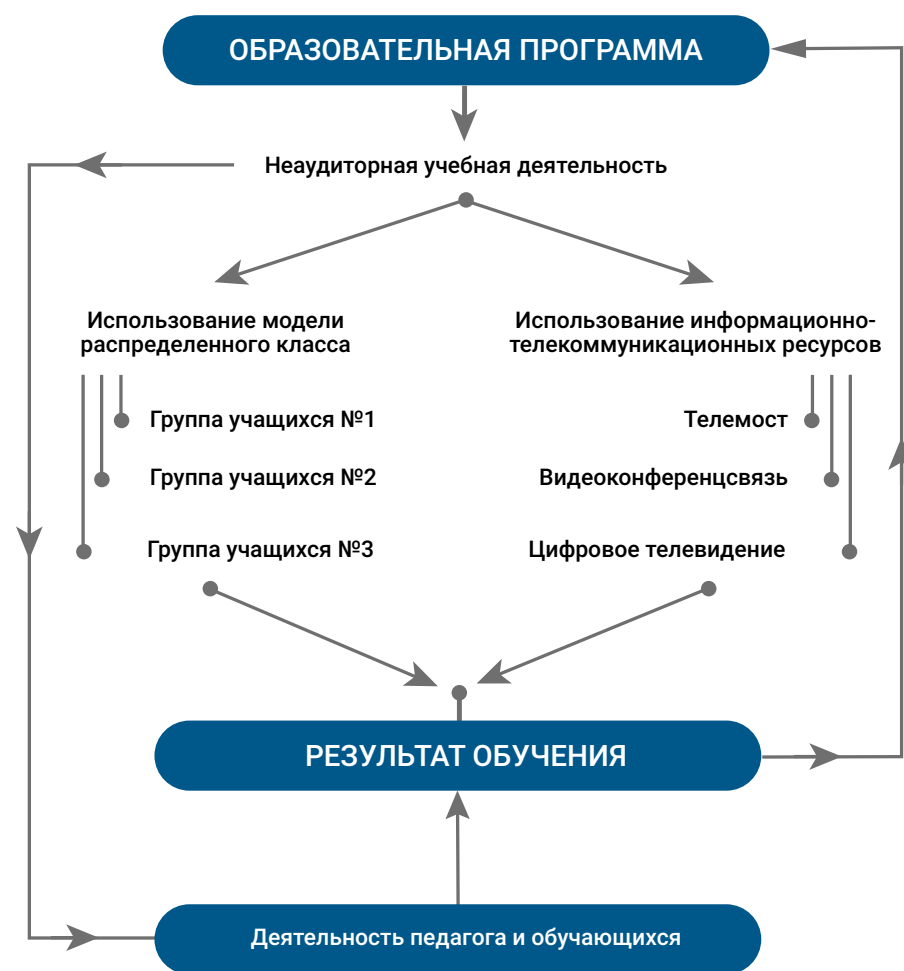 ОБРАЗОВАТЕЛЬНАЯ ПРОГРАММА
Неаудиторная учебная деятельность
Использование модели
распределенного класса
Группа учащихся №1
Группа учащихся №2
Группа учащихся №3
Использование информационно-
телекоммуникационных ресурсов
Телемост
Видеоконференцсвязь
Цифровое телевидение
РЕЗУЛЬТАТ ОБУЧЕНИЯ
Деятельность педагога и обучающихся